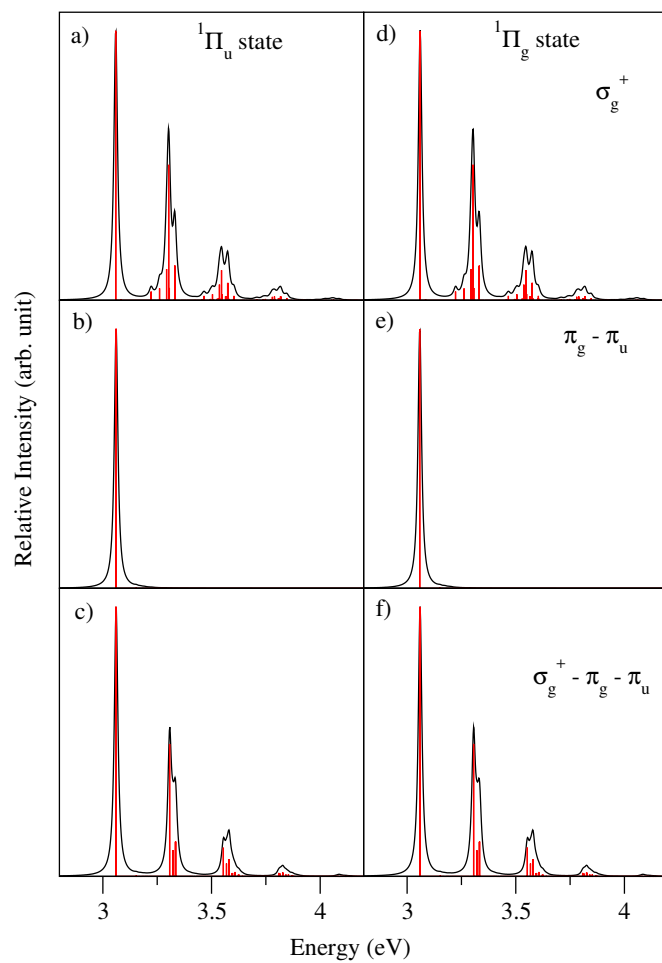 a)
¹Πᵤ state
d)
¹Π_g state
σ_g⁺
b)
e)
π_g - πᵤ
c)
f)
σ_g⁺ - π_g - πᵤ
Relative Intensity (arb. unit)
3
3.5
4
3
3.5
4
Energy (eV)